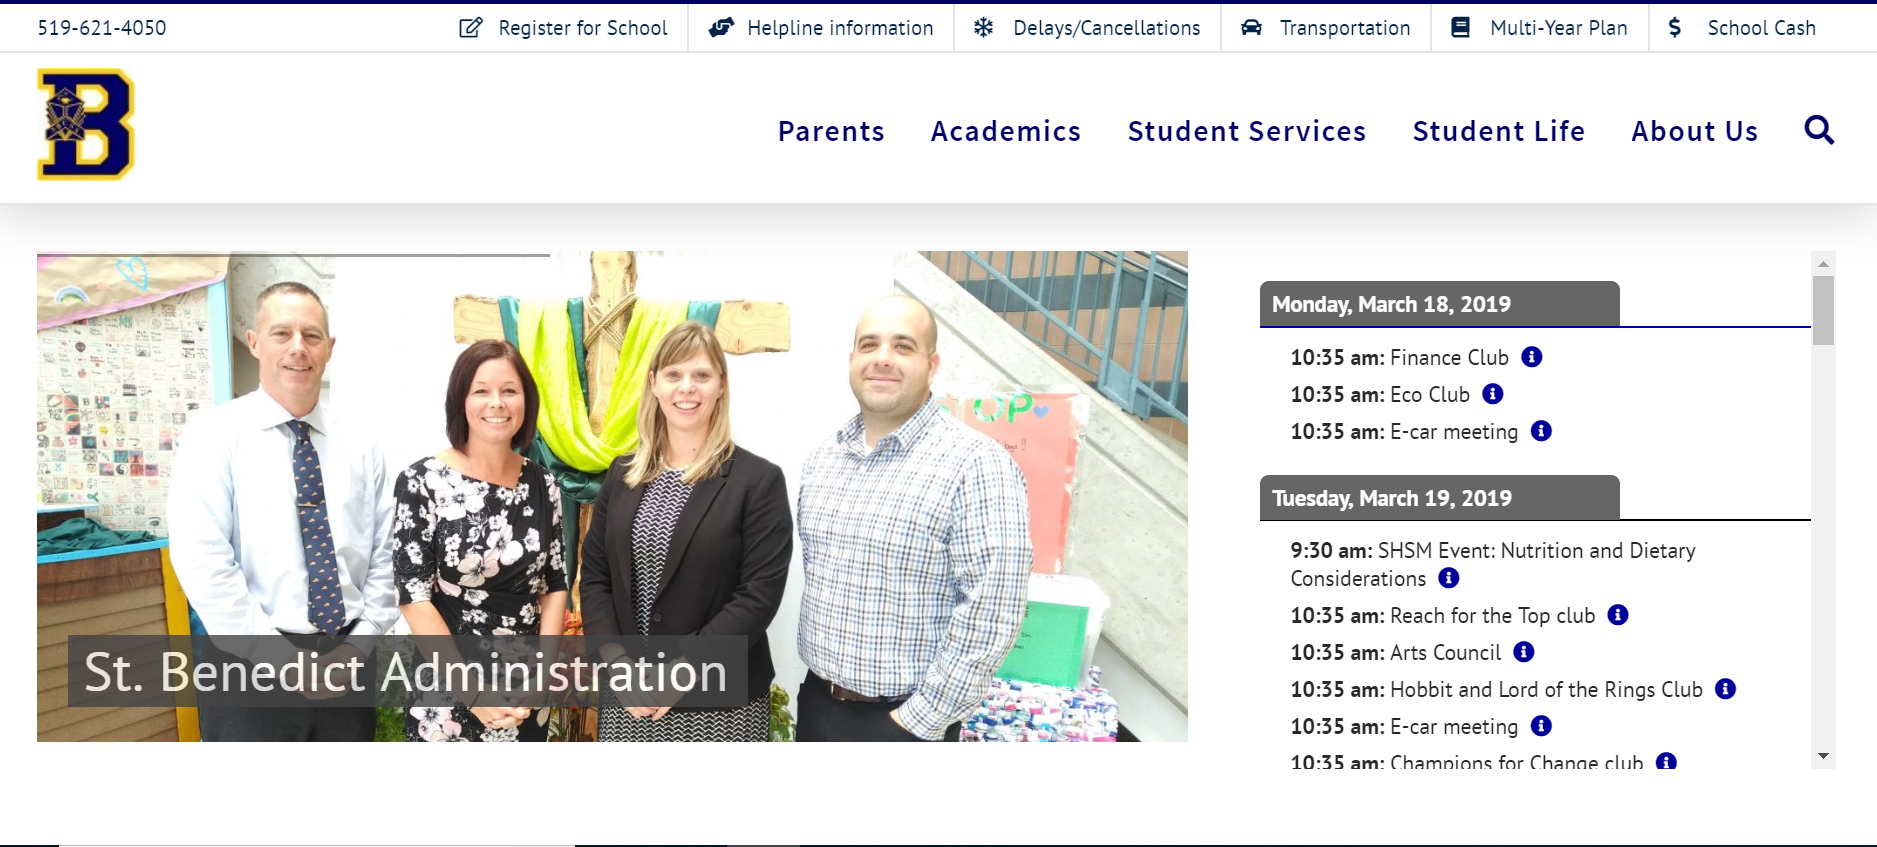 519-621-4050
Register for School
Helpline information
Delays/Cancellations
Transportation
Multi-Year Plan
School Cash
B
Parents
Academics
Student Services
Student Life
About Us
OP
St. Benedict Administration
Monday, March 18, 2019
10:35 am: Finance Club
10:35 am: Eco Club
10:35 am: E-car meeting
Tuesday, March 19, 2019
9:30 am: SHSM Event: Nutrition and Dietary
Considerations
10:35 am: Reach for the Top club
10:35 am: Arts Council
10:35 am: Hobbit and Lord of the Rings Club
10:35 am: E-car meeting
10:35 am: Champions for Change club